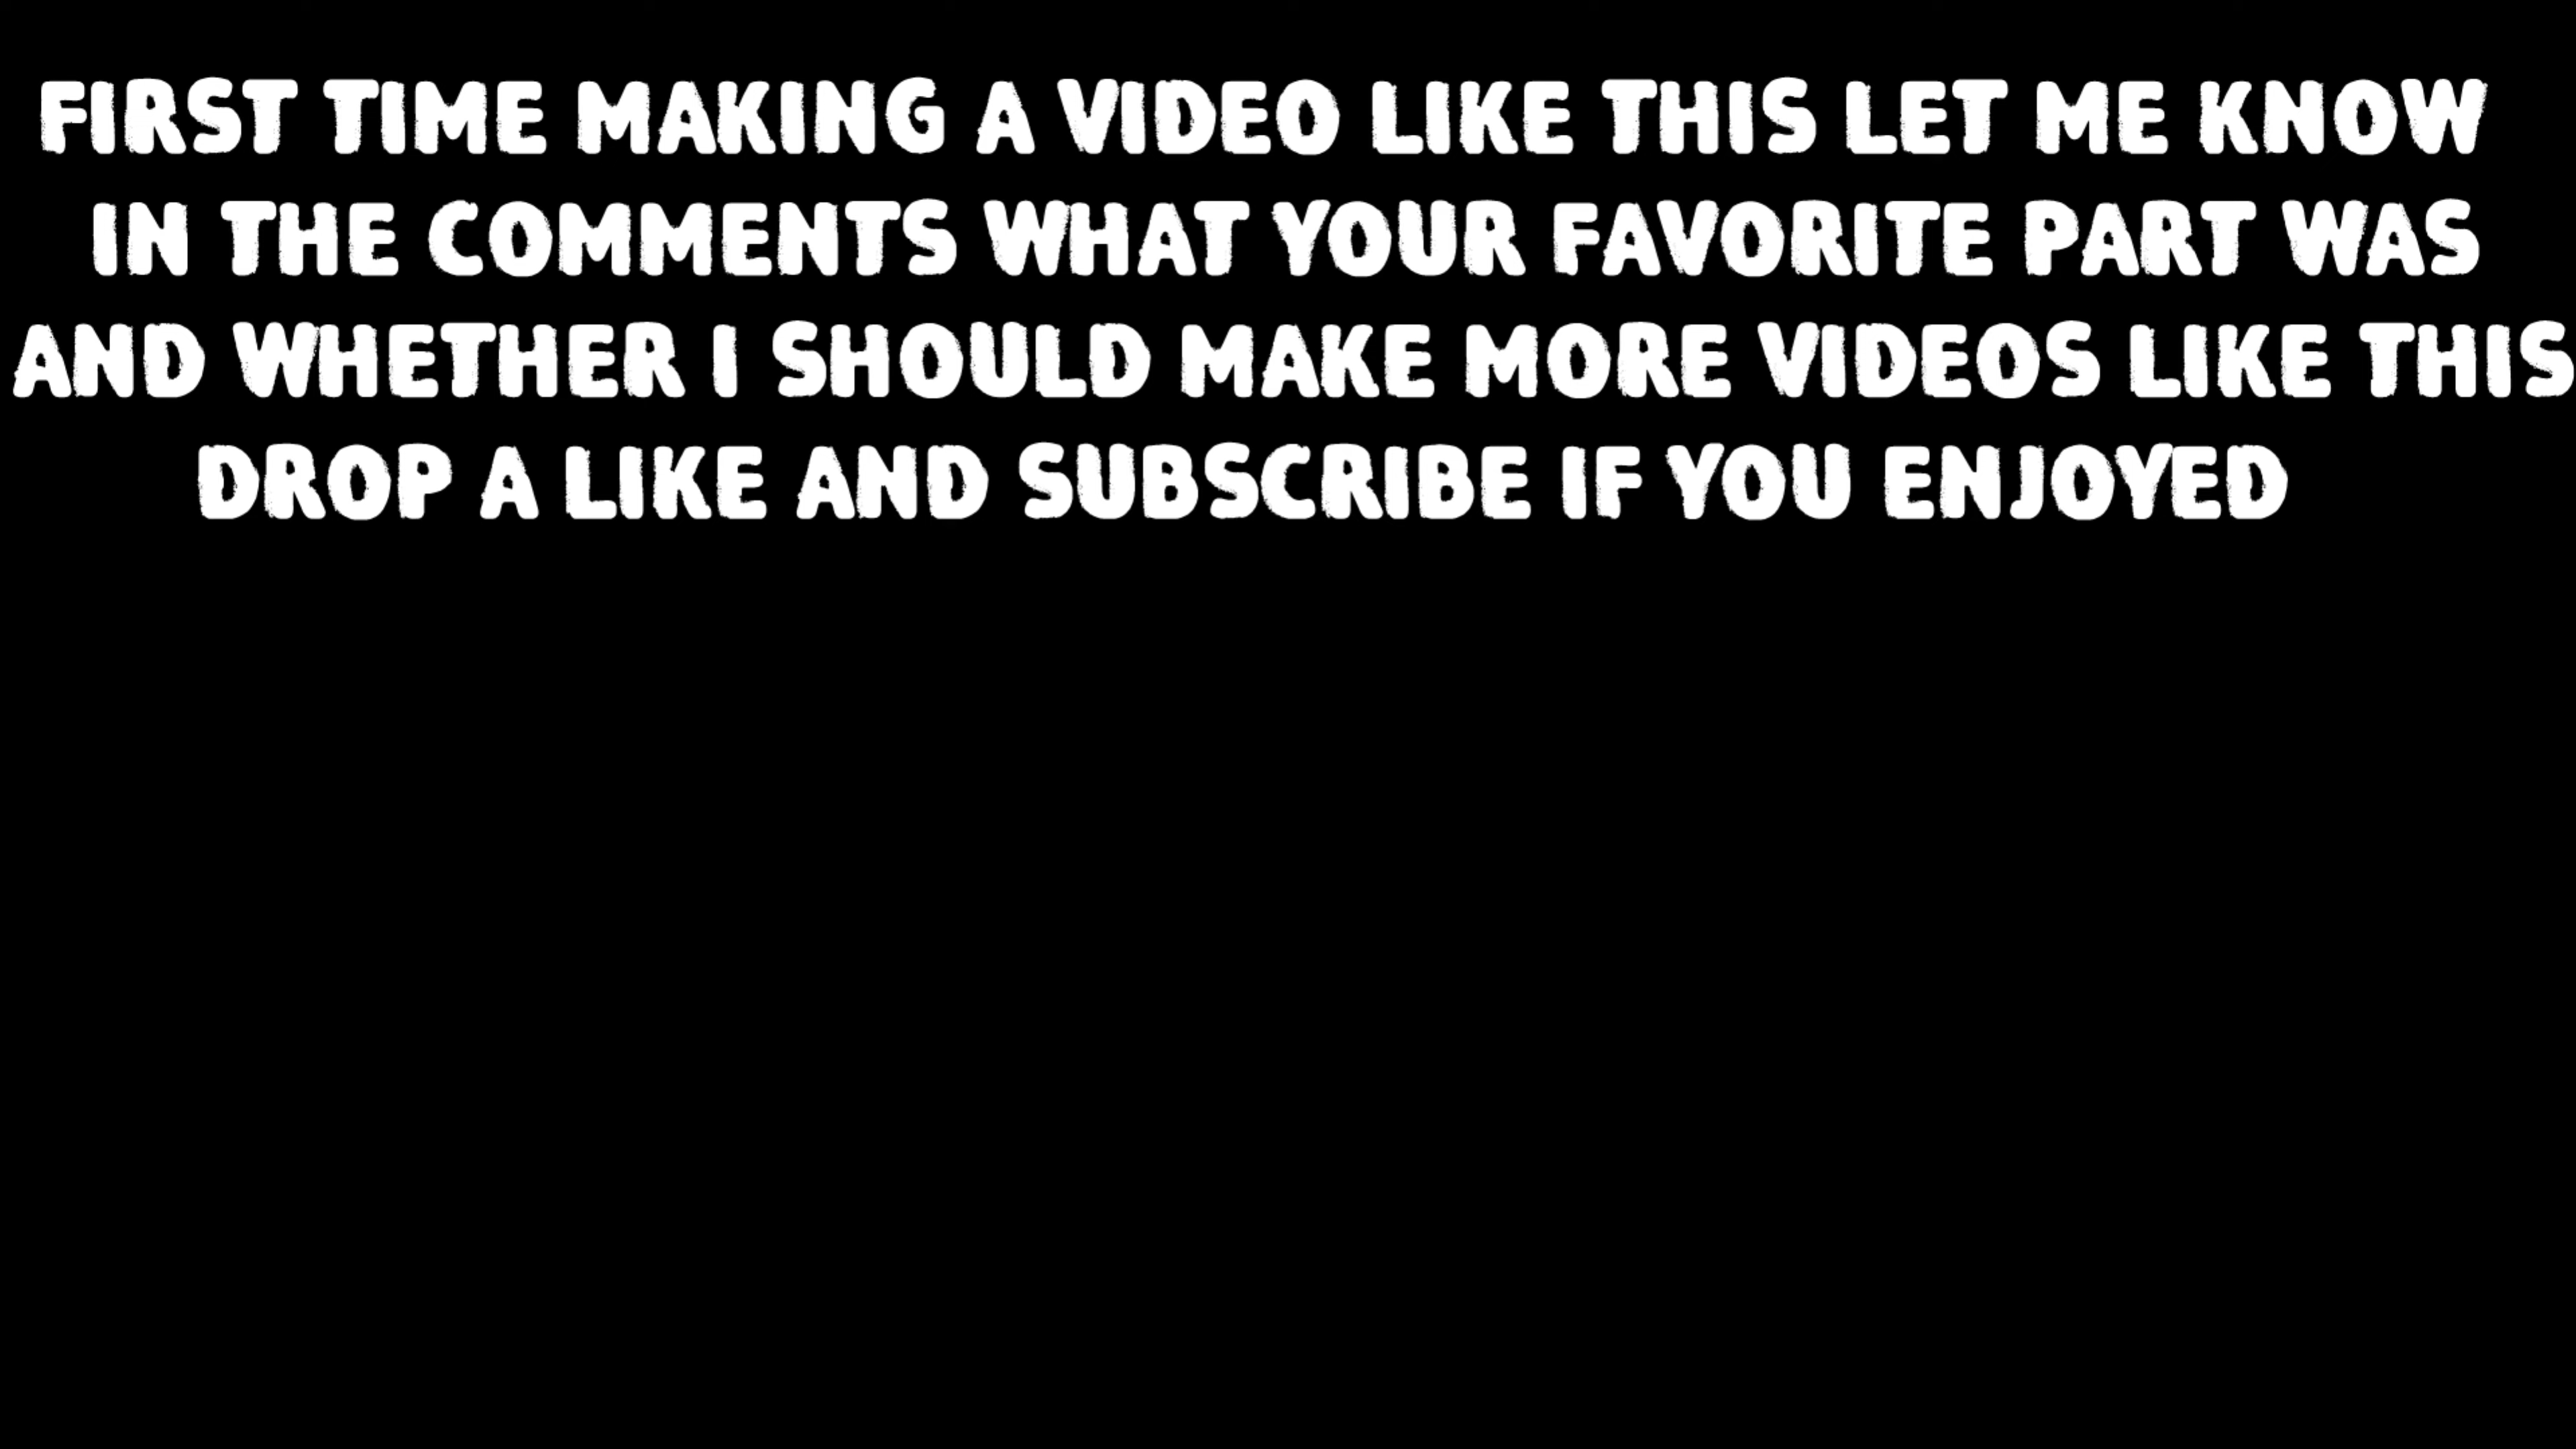 FIRST TIME MAKING A VIDEO LIKE THIS LET ME KNOW
IN THE COMMENTS WHAT YOUR FAVORITE PART WAS
AND WHETHER I SHOULD MAKE MORE VIDEOS LIKE THIS
DROP A LIKE AND SUBSCRIBE IF YOU ENJOYED